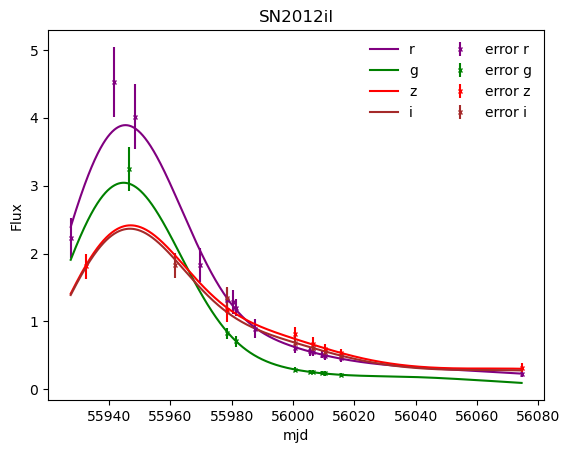 SN2012il
r error r
g error g
z error z
i error i
Flux
5
4
3
2
1
0
55940 55960 55980 56000 56020 56040 56060 56080
mjd